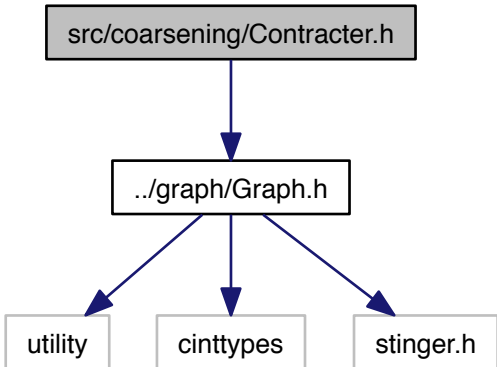 src/coarsening/Contracter.h
../graph/Graph.h
utility
cinttypes
stinger.h